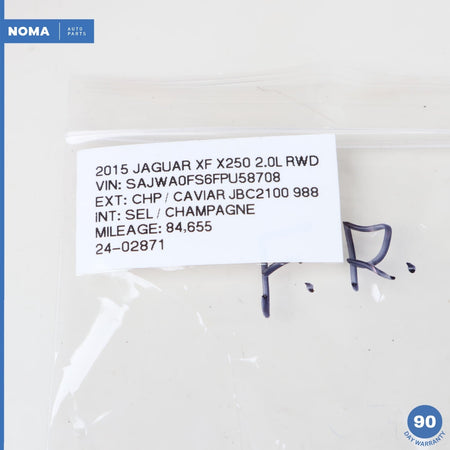 NOMA AUTO PARTS
2015 JAGUAR XF X250 2.0L RWD
VIN: SAJWA0FS6FPU58708
EXT: CHP / CAVIAR JBC2100 988
INT: SEL / CHAMPAGNE
MILEAGE: 84,655
24-02871
F.R.
90
DAY WARRANTY